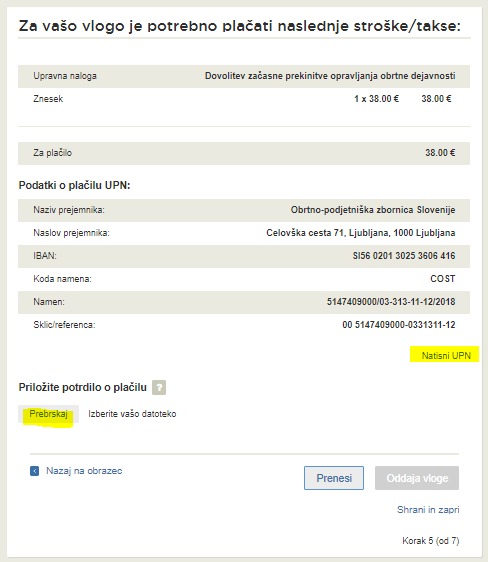 Za vašo vlogo je potrebno plačati naslednje stroške/takse:
Upravna naloga Dovolitev začasne prekinitve opravljanja obrtne dejavnosti
Znesek 1 x 38.00 € 38.00 €
Za plačilo 38.00 €
Podatki o plačilu UPN:
Naziv prejemnika: Obrtno-podjetniška zbornica Slovenije
Naslov prejemnika: Celovška cesta 71, Ljubljana, 1000 Ljubljana
IBAN: SI56 0201 3025 3606 416
Koda namena: COST
Namen: 5147409000/03-313-11-12/2018
Sklic/referenca: 00 5147409000-0331311-12
Natisni UPN
Priložite potrdilo o plačilu ?
Prebrskaj Izberite vašo datoteko
Nazaj na obrazec Prenesi Oddaja vloge
Shrani in zapri
Korak 5 (od 7)